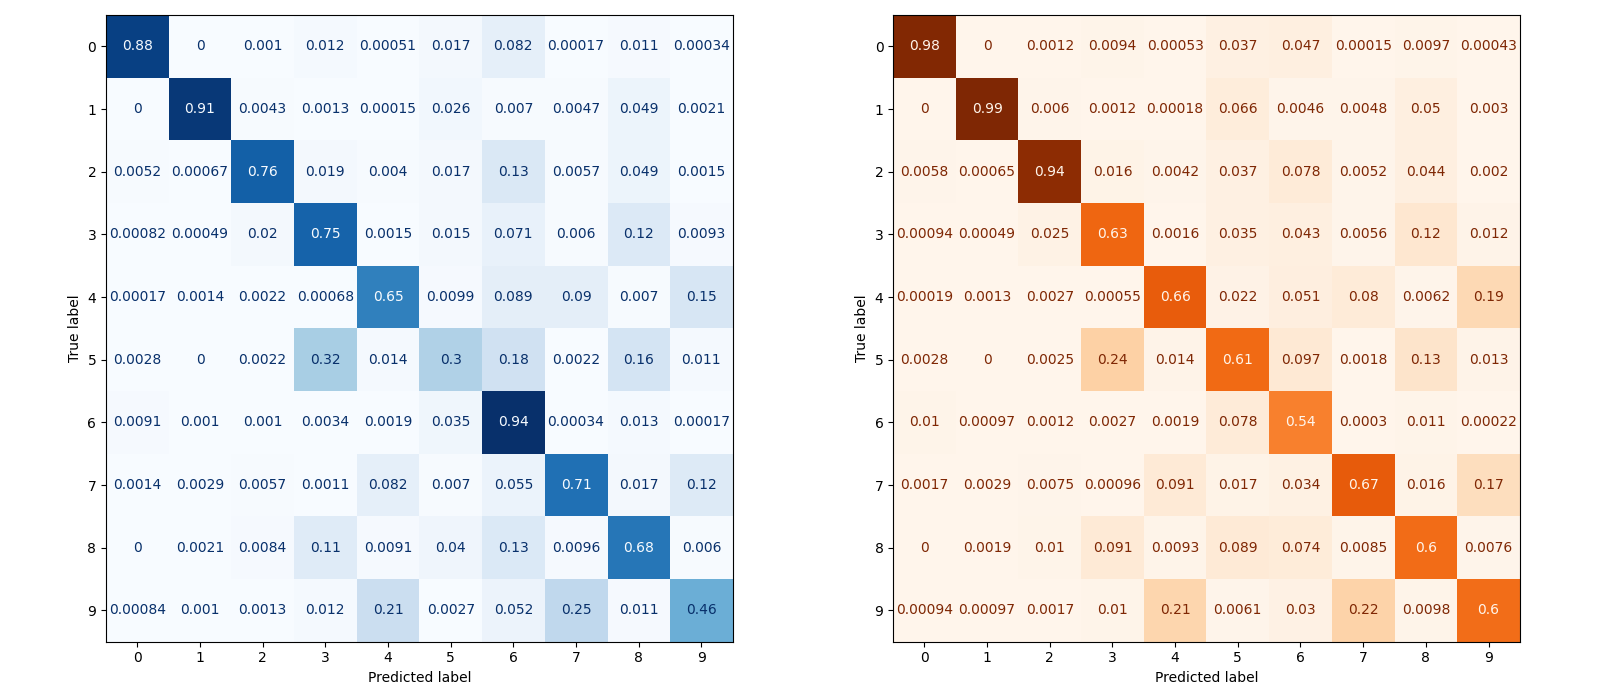 0 0.88 0 0.001 0.012 0.00051 0.017 0.082 0.00017 0.011 0.00034
1 0 0.91 0.0043 0.0013 0.00015 0.026 0.007 0.0047 0.049 0.0021
2 0.0052 0.00067 0.76 0.019 0.004 0.017 0.13 0.0057 0.049 0.0015
3 0.00082 0.00049 0.02 0.75 0.0015 0.015 0.071 0.006 0.12 0.0093
4 0.00017 0.0014 0.0022 0.00068 0.65 0.0099 0.089 0.09 0.007 0.15
5 0.0028 0 0.0022 0.32 0.014 0.3 0.18 0.0022 0.16 0.011
6 0.0091 0.001 0.001 0.0034 0.0019 0.035 0.94 0.00034 0.013 0.00017
7 0.0014 0.0029 0.0057 0.0011 0.082 0.007 0.055 0.71 0.017 0.12
8 0 0.0021 0.0084 0.11 0.0091 0.04 0.13 0.0096 0.68 0.006
9 0.00084 0.001 0.0013 0.012 0.21 0.0027 0.052 0.25 0.011 0.46
0 1 2 3 4 5 6 7 8 9
True label
Predicted label
0 0.98 0 0.0012 0.0094 0.00053 0.037 0.047 0.00015 0.0097 0.00043
1 0 0.99 0.006 0.0012 0.00018 0.066 0.0046 0.0048 0.05 0.003
2 0.0058 0.00065 0.94 0.016 0.0042 0.037 0.078 0.0052 0.044 0.002
3 0.00094 0.00049 0.025 0.63 0.0016 0.035 0.043 0.0056 0.12 0.012
4 0.00019 0.0013 0.0027 0.00055 0.66 0.022 0.051 0.08 0.0062 0.19
5 0.0028 0 0.0025 0.24 0.014 0.61 0.097 0.0018 0.13 0.013
6 0.01 0.00097 0.0012 0.0027 0.0019 0.078 0.54 0.0003 0.011 0.00022
7 0.0017 0.0029 0.0075 0.00096 0.091 0.017 0.034 0.67 0.016 0.17
8 0 0.0019 0.01 0.091 0.0093 0.089 0.074 0.0085 0.6 0.0076
9 0.00094 0.00097 0.0017 0.01 0.21 0.0061 0.03 0.22 0.0098 0.6
0 1 2 3 4 5 6 7 8 9
True label
Predicted label